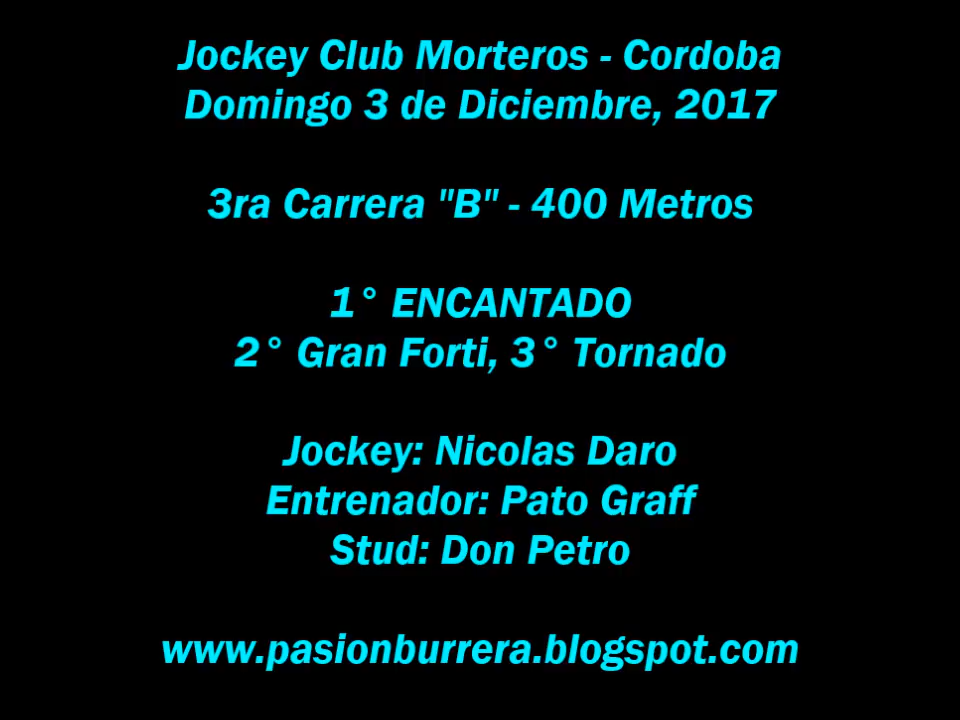 Jockey Club Morteros - Cordoba
Domingo 3 de Diciembre, 2017
3ra Carrera "B" - 400 Metros
1° ENCANTADO
2° Gran Forti, 3° Tornado
Jockey: Nicolas Daro
Entrenador: Pato Graff
Stud: Don Petro
www.pasionburrera.blogspot.com